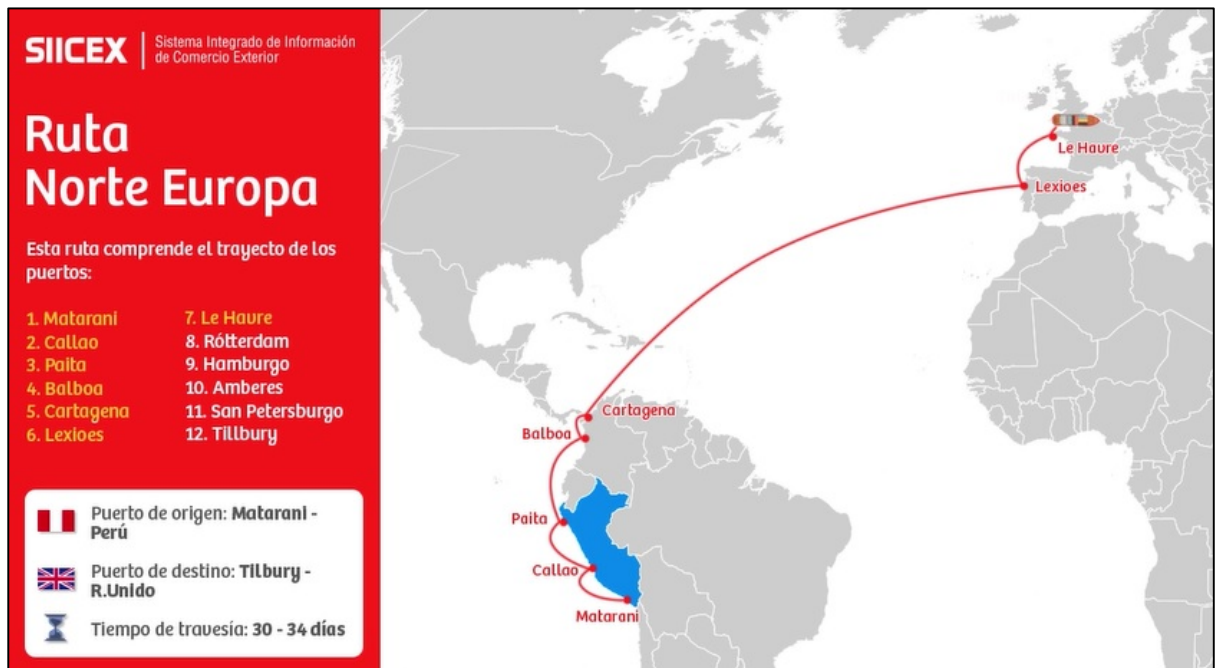 SIICEX
Sistema Integrado de Información
de Comercio Exterior
Ruta
Norte Europa
Esta ruta comprende el trayecto de los
puertos:
1. Matarani
2. Callao
3. Paita
4. Balboa
5. Cartagena
6. Lexioes
7. Le Havre
8. Rótterdam
9. Hamburgo
10. Amberes
11. San Petersburgo
12. Tillbury
Puerto de origen: Matarani -
Perú
Puerto de destino: Tilbury -
R.Unido
Tiempo de travesía: 30 - 34 días
Le Havre
Lexioes
Cartagena
Balboa
Paita
Callao
Matarani